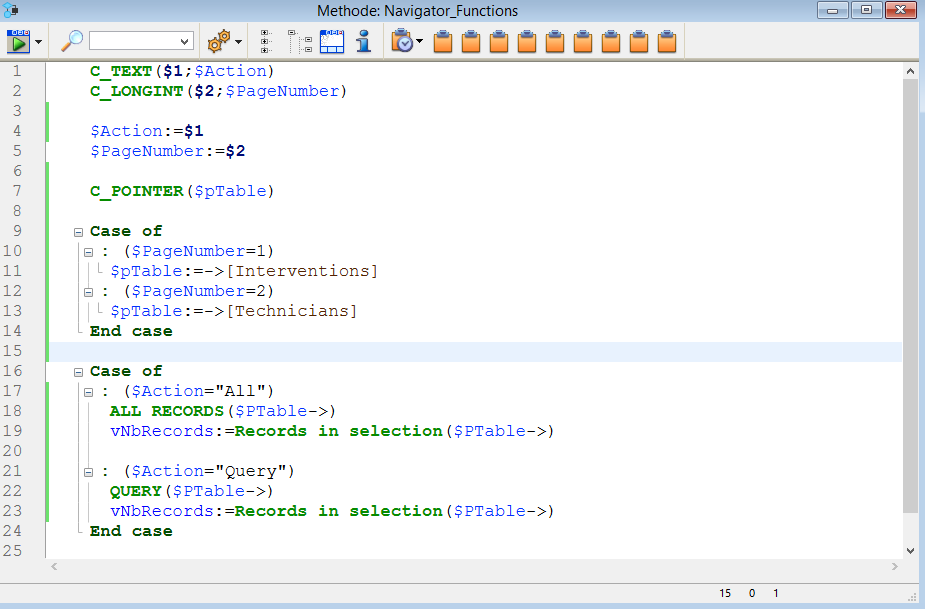 Methode: Navigator_Functions
1 C_TEXT($1;$Action)
2 C_LONGINT($2;$PageNumber)
3
4 $Action:=$1
5 $PageNumber:=$2
6
7 C_POINTER($pTable)
8
9 Case of
10 : ($PageNumber=1)
11 $pTable:=->[Interventions]
12 : ($PageNumber=2)
13 $pTable:=->[Technicians]
14 End case
15
16 Case of
17 : ($Action="All")
18 ALL RECORDS($PTable->)
19 vNbRecords:=Records in selection($PTable->)
20
21 : ($Action="Query")
22 QUERY($PTable->)
23 vNbRecords:=Records in selection($PTable->)
24 End case
25
15 0 1